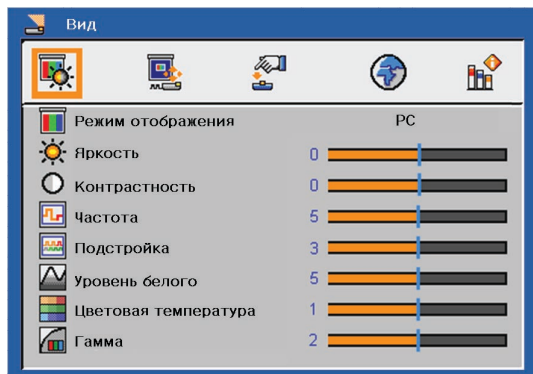 Вид
Режим отображения PC
Яркость 0
Контрастность 0
Частота 5
Подстройка 3
Уровень белого 5
Цветовая температура 1
Гамма 2